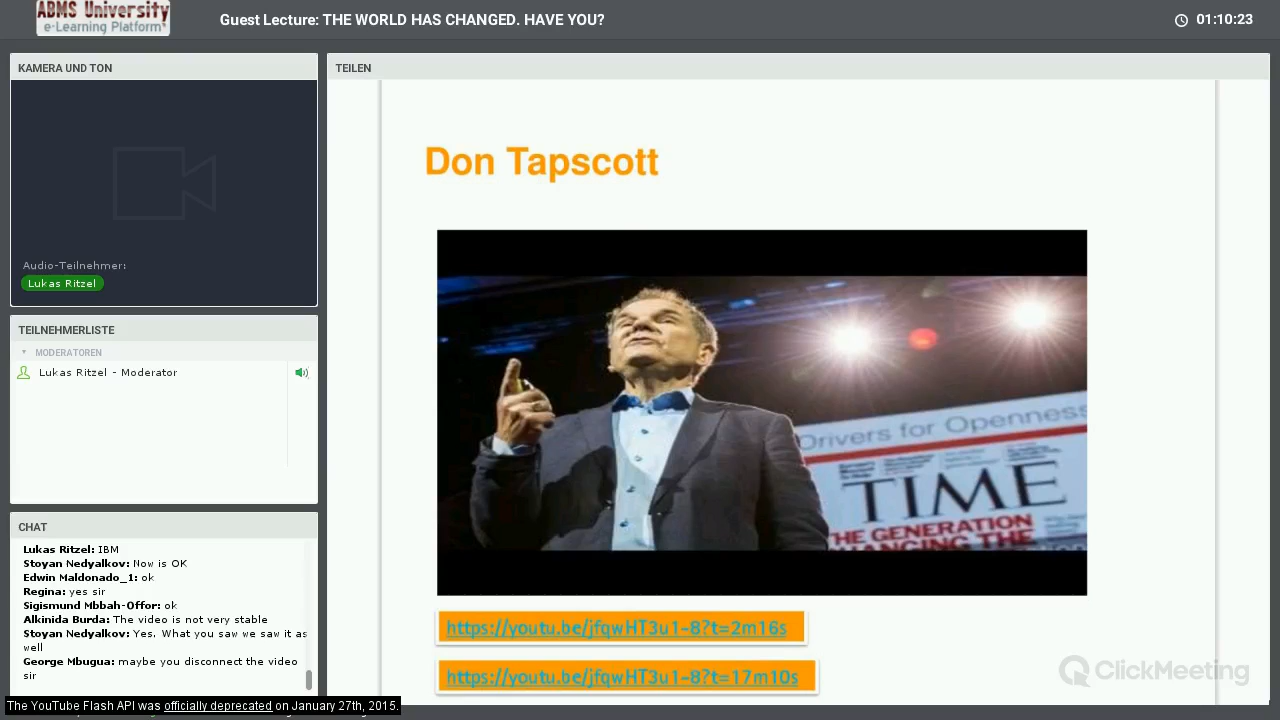 ABMS University
e-Learning Platform
Guest Lecture: THE WORLD HAS CHANGED. HAVE YOU?
01:10:23
KAMERA UND TON
Audio-Teilnehmer:
Lukas Ritzel
TEILNEHMERLISTE
MODERATOREN
Lukas Ritzel - Moderator
CHAT
Lukas Ritzel: IBM
Stoyan Nedyalkov: Now is OK
Edwin Maldonado_1: ok
Regina: yes sir
Sigismund Mbbah-Offor: ok
Alkinida Burda: The video is not very stable
Stoyan Nedyalkov: Yes. What you saw we saw it as
well
George Mbugua: maybe you disconnect the video
sir
The YouTube Flash API was officially deprecated on January 27th, 2015.
TEILEN
Don Tapscott
Drivers for Openness
TIME
THE GENERATION
CHANGING THE
https://youtu.be/jfqwHT3u1-8?t=2m16s
https://youtu.be/jfqwHT3u1-8?t=17m10s
ClickMeeting